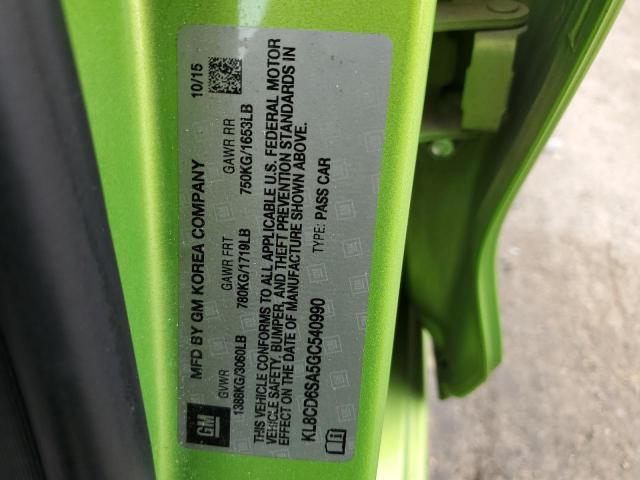 MFD BY GM KOREA COMPANY 10/15
GVWR GAWR FRT GAWR RR
1388KG/3060LB 780KG/1719LB 750KG/1653LB
THIS VEHICLE CONFORMS TO ALL APPLICABLE U.S. FEDERAL MOTOR
VEHICLE SAFETY, BUMPER, AND THEFT PREVENTION STANDARDS IN
EFFECT ON THE DATE OF MANUFACTURE SHOWN ABOVE.
KL8CD6SA5GC540990 TYPE: PASS CAR
GM